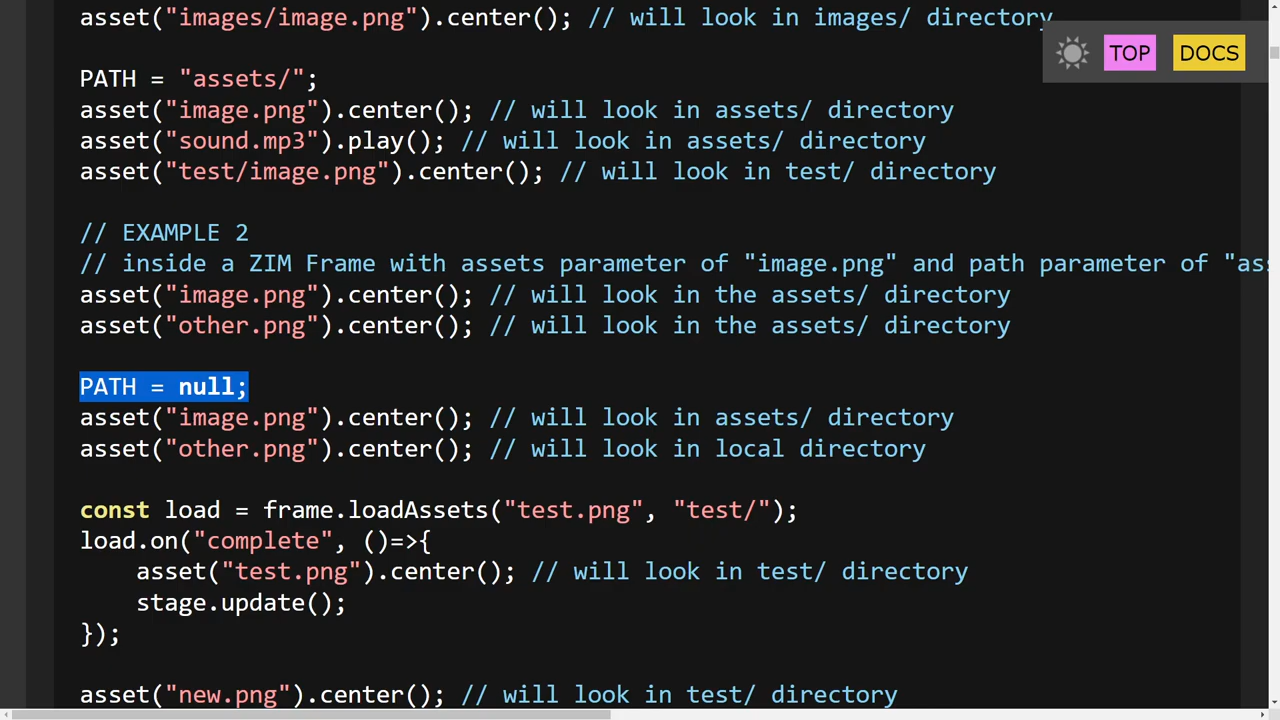 asset("images/image.png").center(); // will look in images/ directory
TOP DOCS
PATH = "assets/";
asset("image.png").center(); // will look in assets/ directory
asset("sound.mp3").play(); // will look in assets/ directory
asset("test/image.png").center(); // will look in test/ directory
// EXAMPLE 2
// inside a ZIM Frame with assets parameter of "image.png" and path parameter of "as
asset("image.png").center(); // will look in the assets/ directory
asset("other.png").center(); // will look in the assets/ directory
PATH = null;
asset("image.png").center(); // will look in assets/ directory
asset("other.png").center(); // will look in local directory
const load = frame.loadAssets("test.png", "test/");
load.on("complete", ()=>{
    asset("test.png").center(); // will look in test/ directory
    stage.update();
});
asset("new.png").center(); // will look in test/ directory